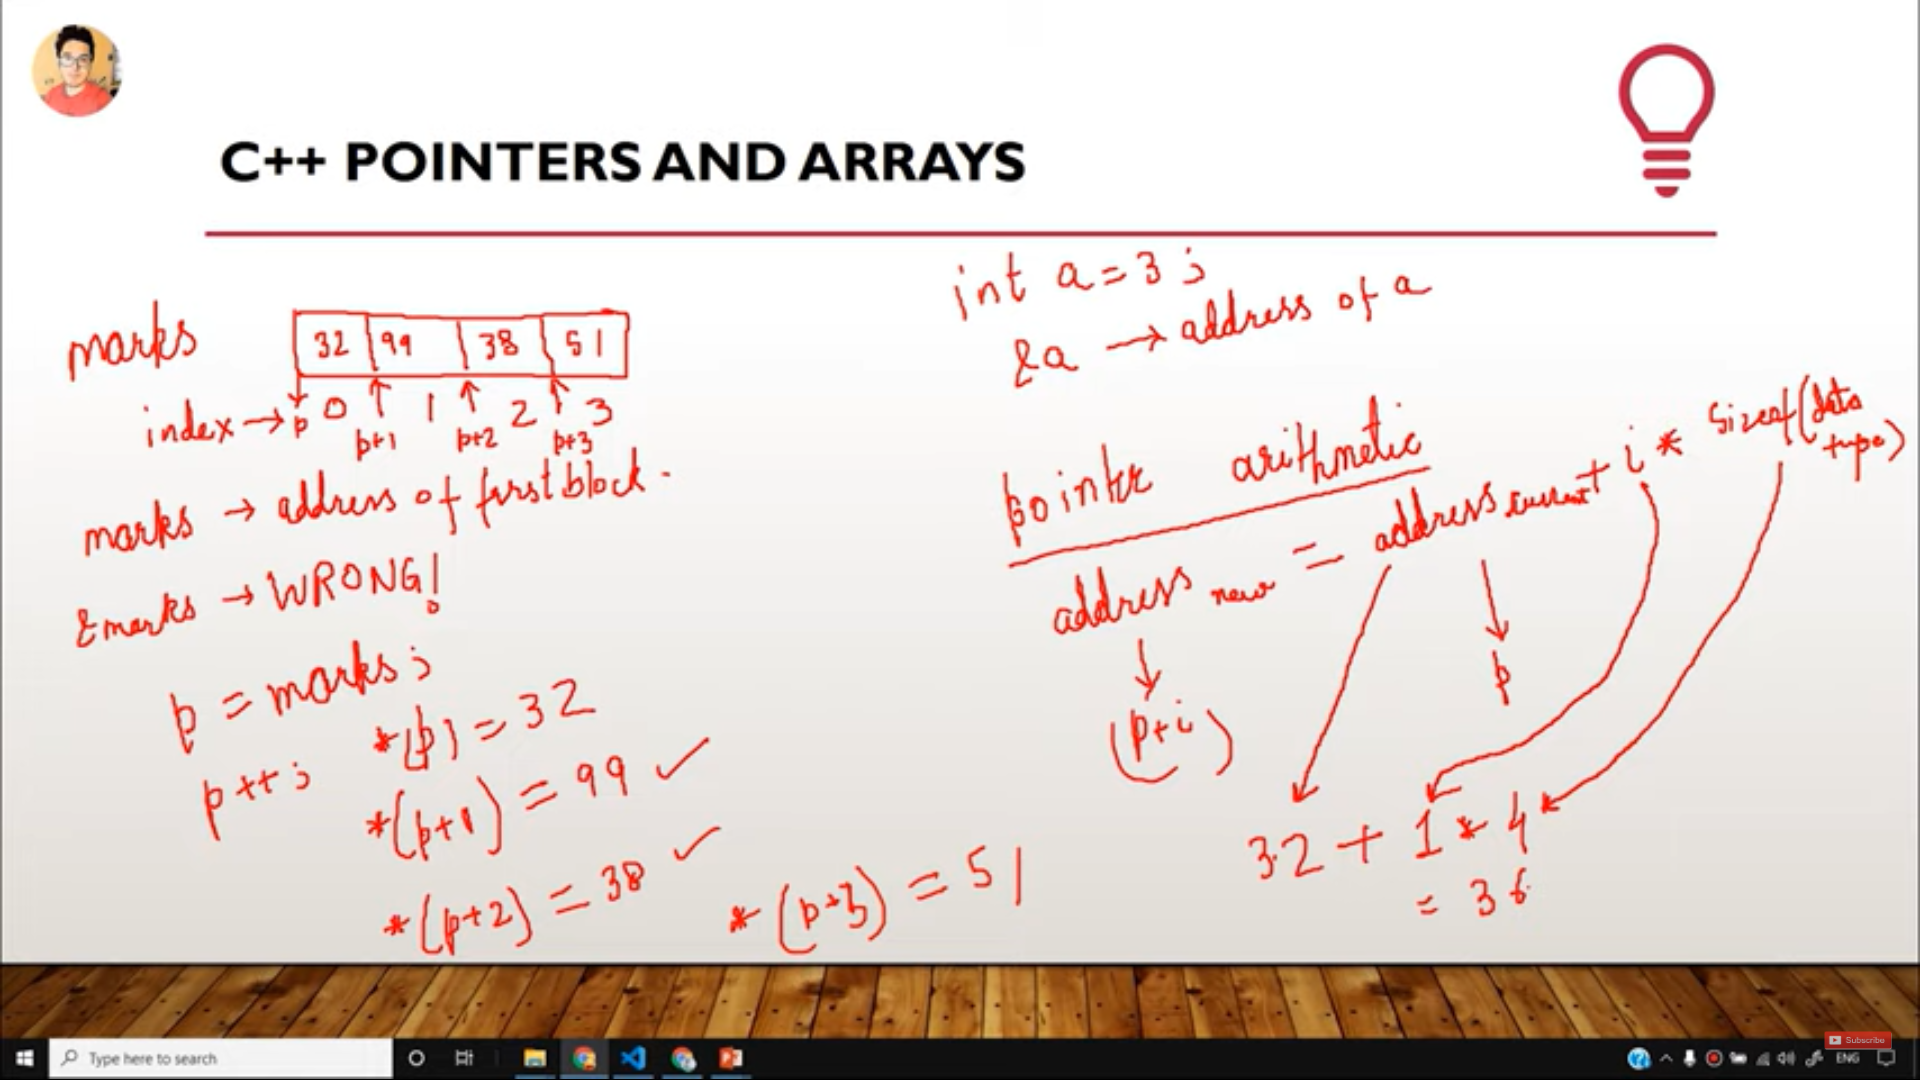 C++ POINTERS AND ARRAYS
marks 32 99 38 51
index → p 0 1 2 3
p+1 p+2 p+3
marks → address of first block.
&marks → WRONG!
p = marks;
p++;
*(p) = 32
*(p+1) = 99 ✓
*(p+2) = 38 ✓
*(p+3) = 51
int a = 3;
&a → address of a
pointer arithmetic
address new = address current + i * sizeof(data type)
(p+i)
p
32 + 1 * 4
= 36
Type here to search
Subscribe
ENG